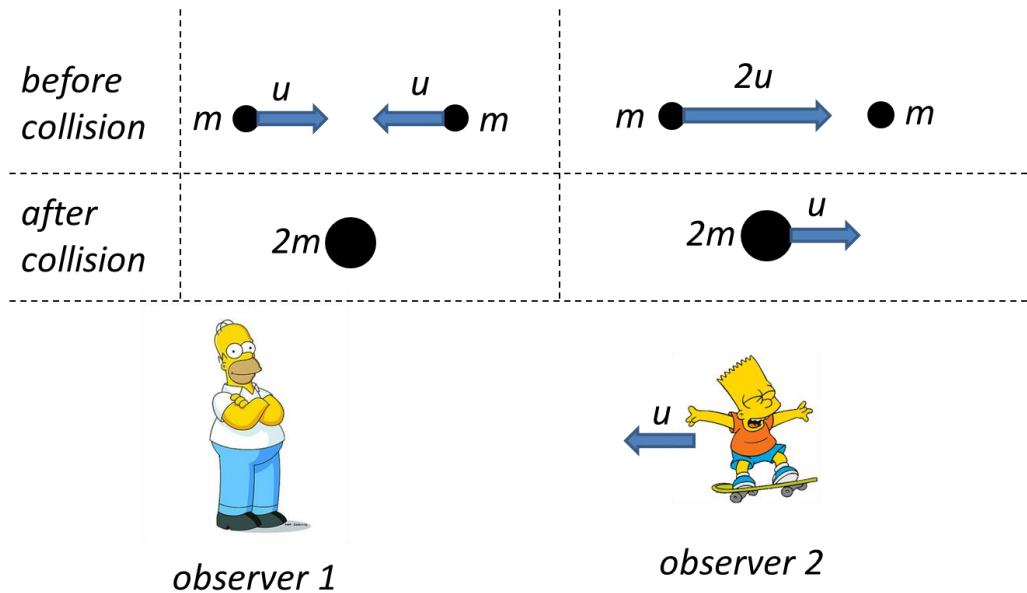 before
collision
m
u
u
m
m
2u
m
after
collision
2m
2m
u
u
observer 1
observer 2